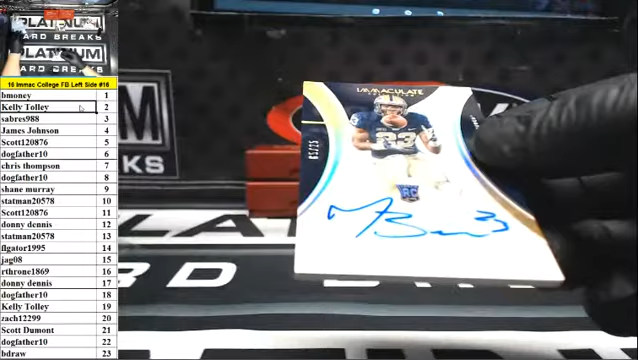 PLATINUM
CARD BREAKS
PLATINUM
CARD BREAKS
16 Immac College FB Left Side #16
bmoney 1
Kelly Tolley 2
sabres988 3
James Johnson 4
Scott120876 5
dogfather10 6
chris thompson 7
dogfather10 8
shane murray 9
statman20578 10
Scott120876 11
donny dennis 12
statman20578 13
flgator1995 14
jag08 15
rthrone1869 16
donny dennis 17
dogfather10 18
Kelly Tolley 19
zach12299 20
Scott Dumont 21
dogfather10 22
bdraw 23
IMMACULATE
RC